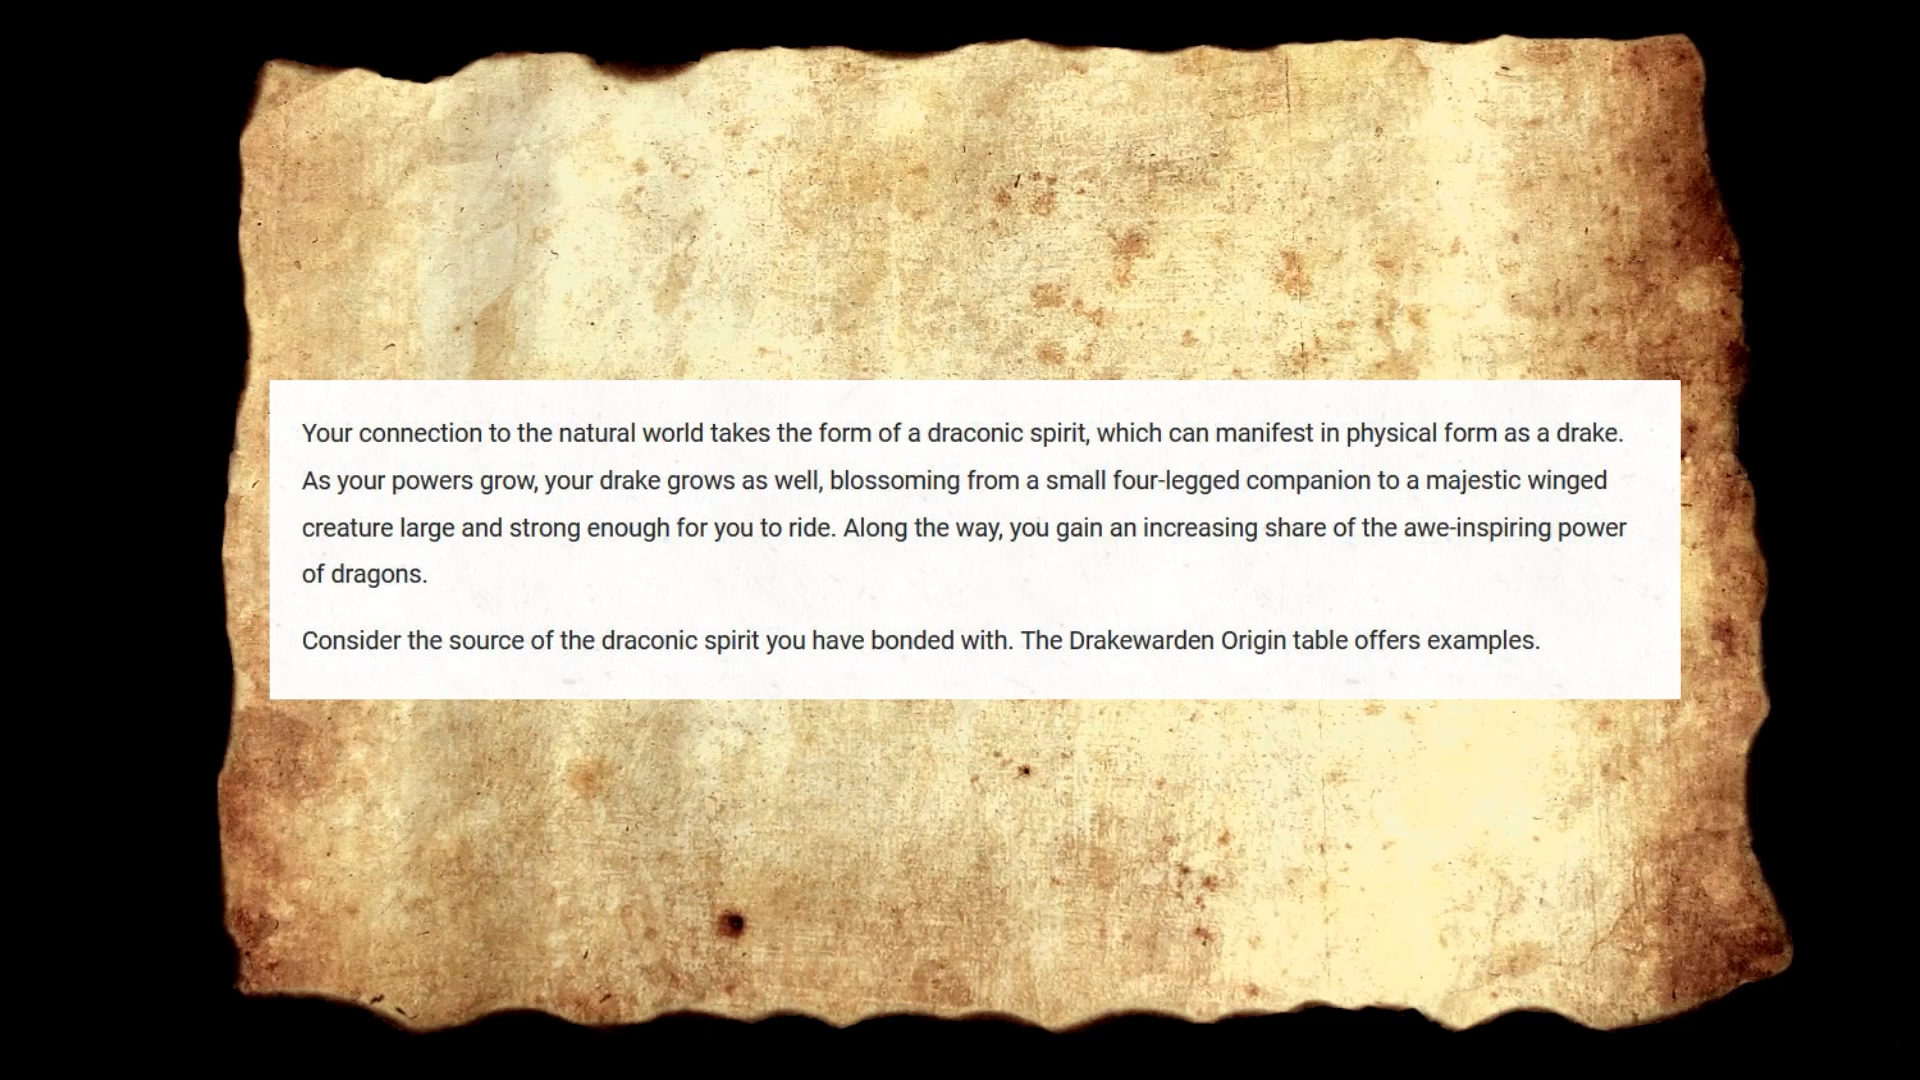 Your connection to the natural world takes the form of a draconic spirit, which can manifest in physical form as a drake.
As your powers grow, your drake grows as well, blossoming from a small four-legged companion to a majestic winged
creature large and strong enough for you to ride. Along the way, you gain an increasing share of the awe-inspiring power
of dragons.
Consider the source of the draconic spirit you have bonded with. The Drakewarden Origin table offers examples.